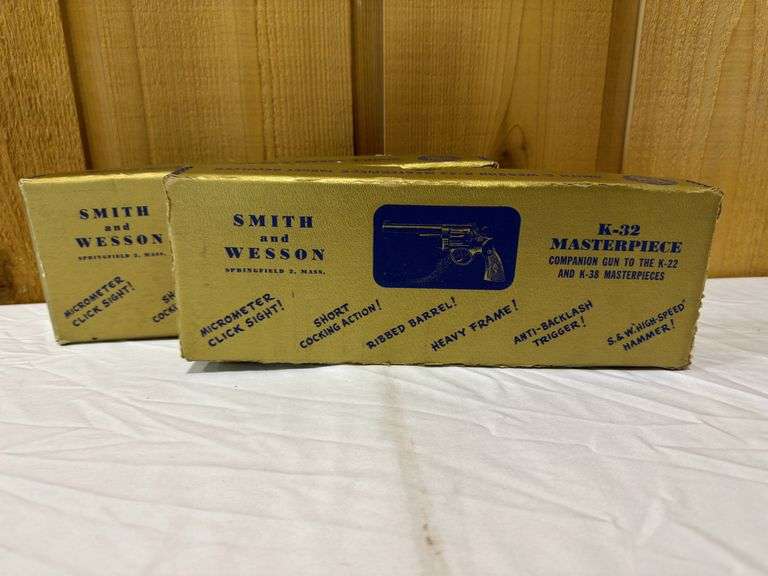 SMITH
and
WESSON
SPRINGFIELD 2, MASS.
MICROMETER
CLICK SIGHT!
SMITH
and
WESSON
SPRINGFIELD 2, MASS.
K-32
MASTERPIECE
COMPANION GUN TO THE K-22
AND K-38 MASTERPIECES
MICROMETER
CLICK SIGHT!
SHORT
COCKING ACTION!
RIBBED BARREL!
HEAVY FRAME!
ANTI-BACKLASH
TRIGGER!
S.&W. "HIGH-SPEED"
HAMMER!